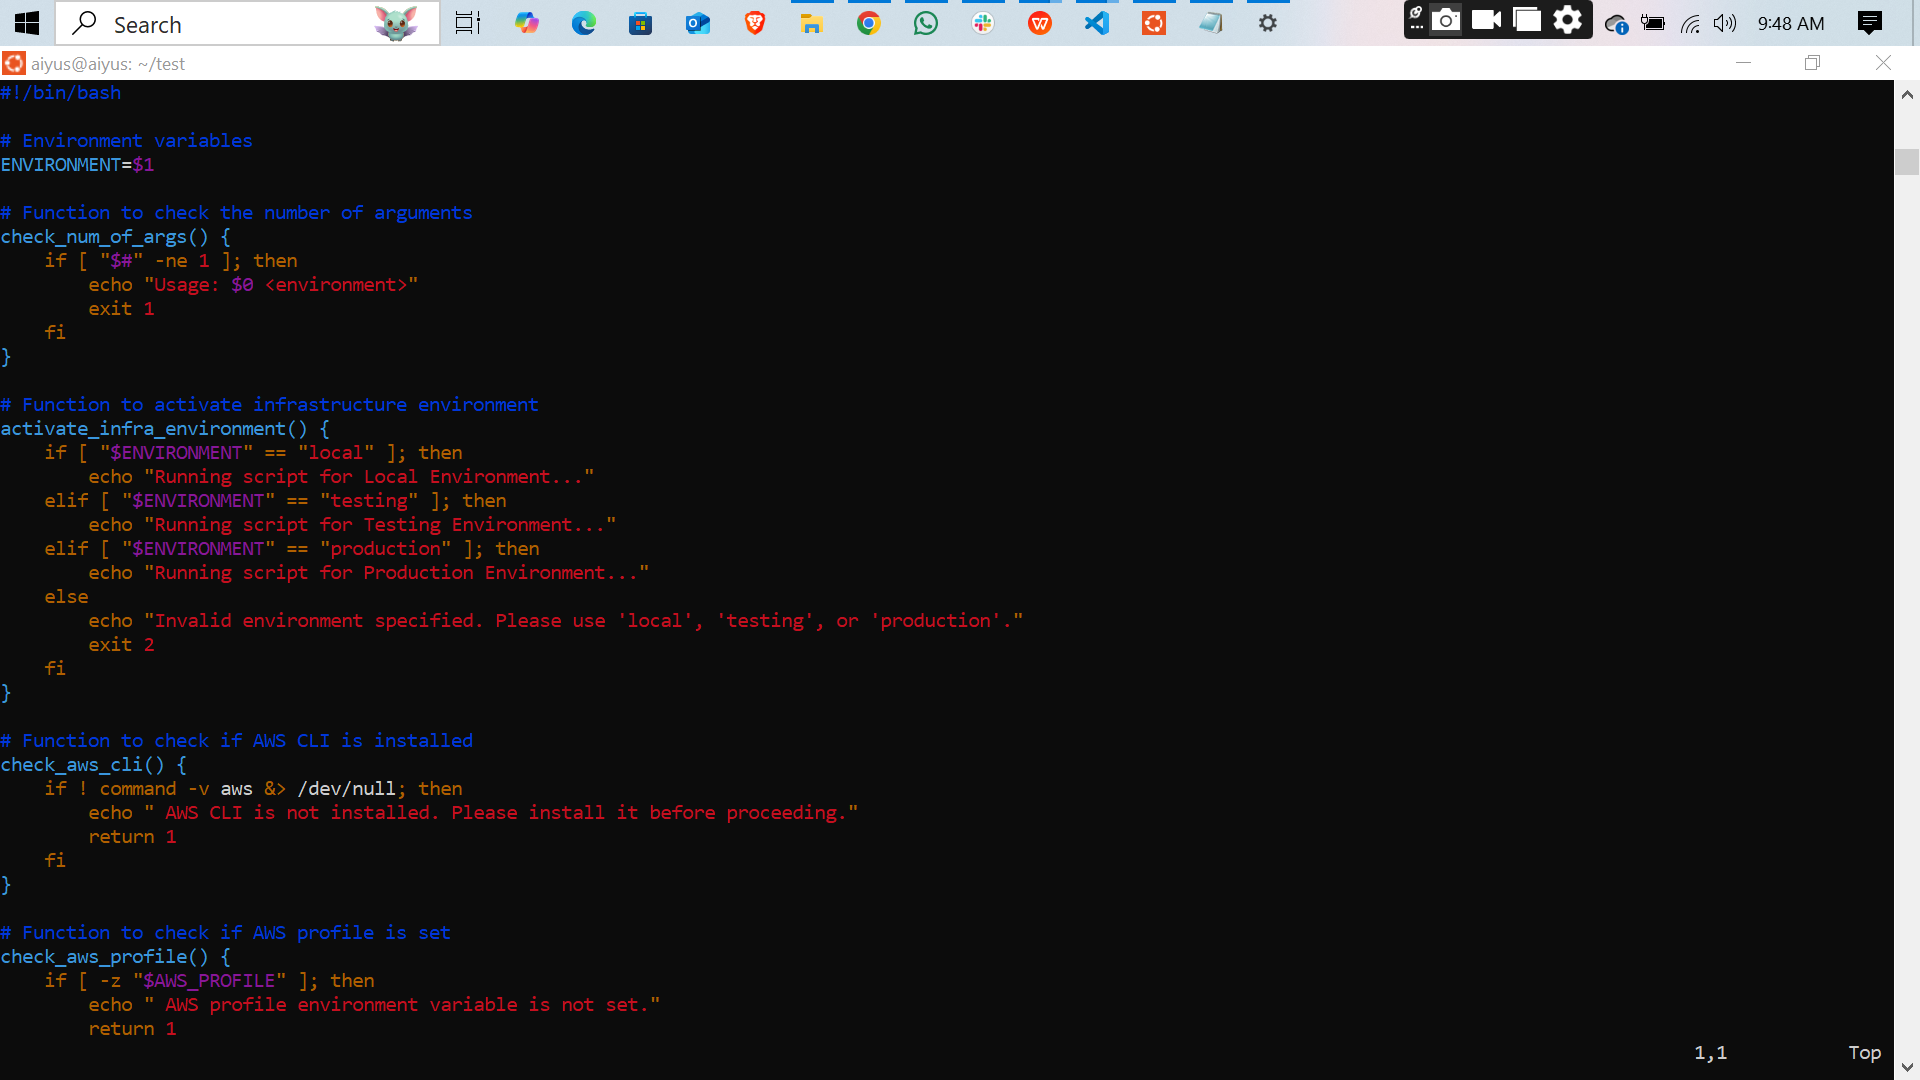 Search
9:48 AM
aiyus@aiyus: ~/test
#!/bin/bash

# Environment variables
ENVIRONMENT=$1

# Function to check the number of arguments
check_num_of_args() {
    if [ "$#" -ne 1 ]; then
        echo "Usage: $0 <environment>"
        exit 1
    fi
}

# Function to activate infrastructure environment
activate_infra_environment() {
    if [ "$ENVIRONMENT" == "local" ]; then
        echo "Running script for Local Environment..."
    elif [ "$ENVIRONMENT" == "testing" ]; then
        echo "Running script for Testing Environment..."
    elif [ "$ENVIRONMENT" == "production" ]; then
        echo "Running script for Production Environment..."
    else
        echo "Invalid environment specified. Please use 'local', 'testing', or 'production'."
        exit 2
    fi
}

# Function to check if AWS CLI is installed
check_aws_cli() {
    if ! command -v aws &> /dev/null; then
        echo " AWS CLI is not installed. Please install it before proceeding."
        return 1
    fi
}

# Function to check if AWS profile is set
check_aws_profile() {
    if [ -z "$AWS_PROFILE" ]; then
        echo " AWS profile environment variable is not set."
        return 1
1,1 Top